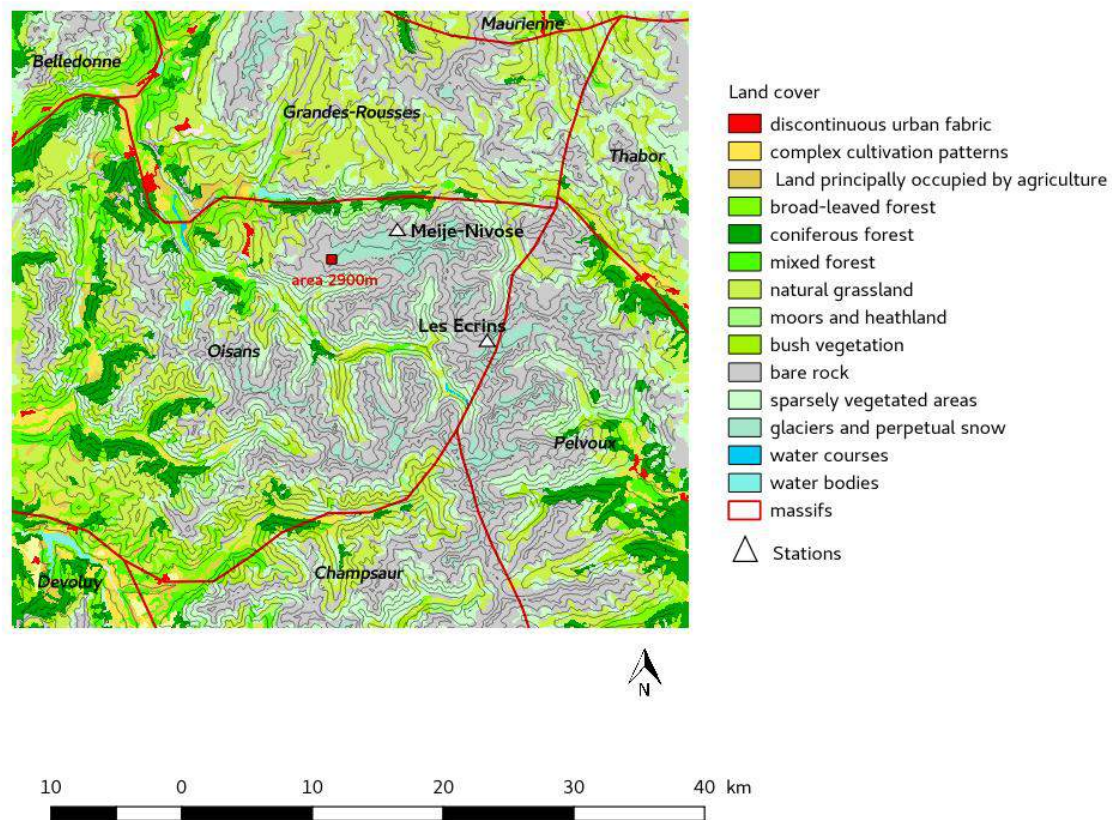 Maurienne
Belledonne
Grandes-Rousses
Thabor
Meije-Nivose
area 2900m
Les Ecrins
Oisans
Pelvoux
Champsaur
Devoluy
Land cover
discontinuous urban fabric
complex cultivation patterns
Land principally occupied by agriculture
broad-leaved forest
coniferous forest
mixed forest
natural grassland
moors and heathland
bush vegetation
bare rock
sparsely vegetated areas
glaciers and perpetual snow
water courses
water bodies
massifs
Stations
N
10 0 10 20 30 40 km